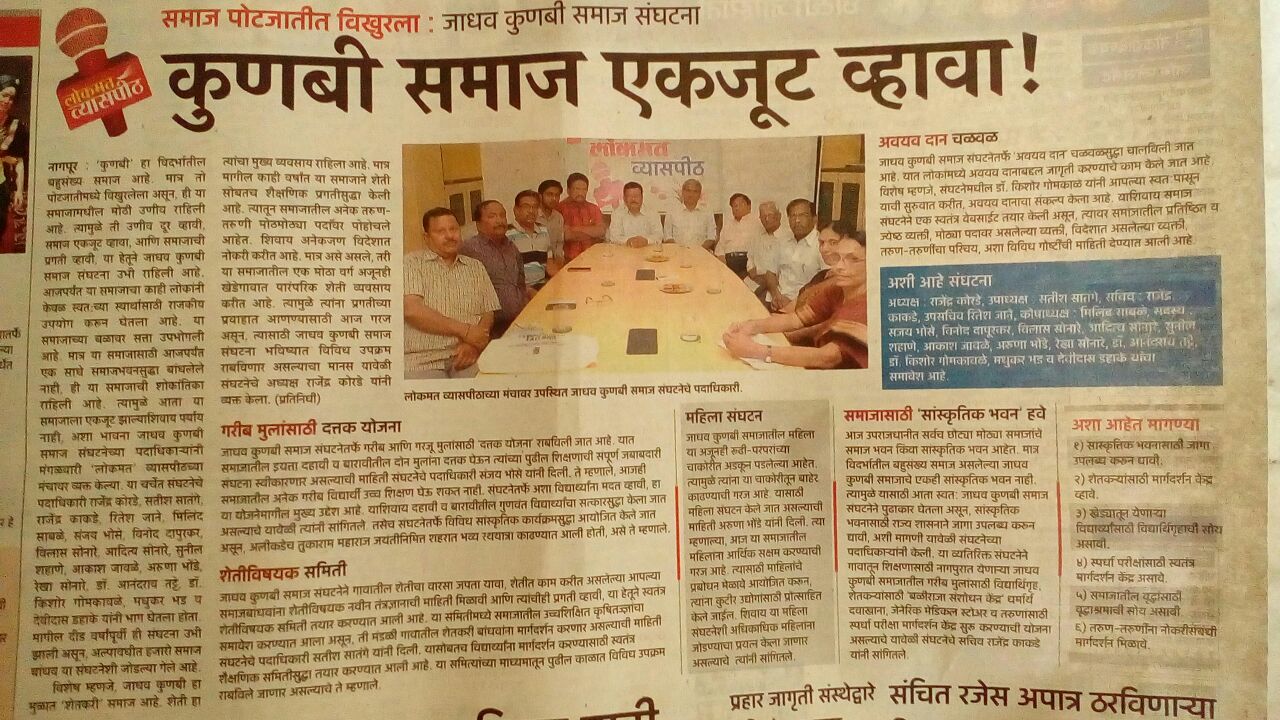 समाज पोटजातीत विखुरला : जाधव कुणबी समाज संघटना
लोकमत
व्यासपीठ
कुणबी समाज एकजूट व्हावा!
नागपूर : 'कुणबी' हा विदर्भातील
बहुसंख्य समाज आहे. मात्र तो
पोटजातीमध्ये विखुरलेला असून, ही या
समाजामधील मोठी उणीव राहिली
आहे. त्यामुळे ती उणीव दूर व्हावी,
समाज एकजूट व्हावा, आणि समाजाची
प्रगती व्हावी, या हेतूने जाधव कुणबी
समाज संघटना उभी राहिली आहे.
आजपर्यंत या समाजाचा काही लोकांनी
केवळ स्वतःच्या स्वार्थासाठी राजकीय
उपयोग करून घेतला आहे. या
समाजाच्या बळावर सत्ता उपभोगली
आहे. मात्र या समाजासाठी आजपर्यंत
एक साधे समाजभवनसुद्धा बांधलेले
नाही, ही या समाजाची शोकांतिका
राहिली आहे. त्यामुळे आता या
समाजाला एकजूट झाल्याशिवाय पर्याय
नाही, अशा भावना जाधव कुणबी
समाज संघटनेच्या पदाधिकाऱ्यांनी
मंगळवारी 'लोकमत' व्यासपीठच्या
मंचावर व्यक्त केल्या. या चर्चेत संघटनेचे
पदाधिकारी राजेंद्र कोरडे, सतीश सातंगे,
राजेंद्र काकडे, रितेश जाने, मिलिंद
साबळे, संजय भोसे, विनोद दापुरकर,
विलास सोनारे, आदित्य सोनारे, सुनील
शहाणे, आकाश जावळे, अरुणा भोंडे,
रेखा सोनारे, डॉ. आनंदराव तट्टे, डॉ.
किशोर गोमकावळे, मधुकर भड व
देवीदास डहाके यांनी भाग घेतला होता.
मागील दीड वर्षापूर्वी ही संघटना उभी
झाली असून, अल्पावधीत हजारो समाज
बांधव या संघटनेशी जोडल्या गेले आहे.
विशेष म्हणजे, जाधव कुणबी हा
मुळात 'शेतकरी' समाज आहे. शेती हा
त्यांचा मुख्य व्यवसाय राहिला आहे. मात्र
मागील काही वर्षांत या समाजाने शेती
सोबतच शैक्षणिक प्रगतीसुद्धा केली
आहे. त्यातून समाजातील अनेक तरुण-
तरुणी मोठमोठ्या पदांवर पोहोचले
आहेत. शिवाय अनेकजण विदेशात
नोकरी करीत आहे. मात्र असे असले, तरी
या समाजातील एक मोठा वर्ग अजूनही
खेडेगावात पारंपरिक शेती व्यवसाय
करीत आहे. त्यामुळे त्यांना प्रगतीच्या
प्रवाहात आणण्यासाठी आज गरज
असून, त्यासाठी जाधव कुणबी समाज
संघटना भविष्यात विविध उपक्रम
राबविणार असल्याचा मानस यावेळी
संघटनेचे अध्यक्ष राजेंद्र कोरडे यांनी
व्यक्त केला. (प्रतिनिधी)
लोकमत
व्यासपीठ
लोकमत व्यासपीठाच्या मंचावर उपस्थित जाधव कुणबी समाज संघटनेचे पदाधिकारी.
अवयव दान चळवळ
जाधव कुणबी समाज संघटनेतर्फे 'अवयव दान' चळवळसुद्धा चालविली जात
आहे. यात लोकांमध्ये अवयव दानाबद्दल जागृती करण्याचे काम केले जात आहे.
विशेष म्हणजे, संघटनेमधील डॉ. किशोर गोमकाळे यांनी आपल्या स्वतःपासून
याची सुरुवात करीत, अवयव दानाचा संकल्प केला आहे. याशिवाय समाज
संघटनेने एक स्वतंत्र वेबसाईट तयार केली असून, त्यावर समाजातील प्रतिष्ठित व
ज्येष्ठ व्यक्ती, मोठ्या पदावर असलेल्या व्यक्ती, विदेशात असलेल्या व्यक्ती,
तरुण-तरुणींचा परिचय, अशा विविध गोष्टींची माहिती देण्यात आली आहे.
अशी आहे संघटना
अध्यक्ष : राजेंद्र कोरडे, उपाध्यक्ष : सतीश सातंगे, सचिव : राजेंद्र
काकडे, उपसचिव रितेश जाने, कोषाध्यक्ष : मिलिंद साबळे, सदस्य :
संजय भोसे, विनोद दापूरकर, विलास सोनारे, आदित्य सोनारे, सुनील
शहाणे, आकाश जावळे, अरुणा भोंडे, रेखा सोनारे, डॉ. आनंदराव तट्टे,
डॉ. किशोर गोमकावळे, मधुकर भड व देवीदास डहाके यांचा
समावेश आहे.
गरीब मुलांसाठी दत्तक योजना
जाधव कुणबी समाज संघटनेतर्फे गरीब आणि गरजू मुलांसाठी 'दत्तक योजना' राबविली जात आहे. यात
समाजातील इयत्ता दहावी व बारावीतील दोन मुलांना दत्तक घेऊन त्यांच्या पुढील शिक्षणाची संपूर्ण जबाबदारी
संघटना स्वीकारणार असल्याची माहिती संघटनेचे पदाधिकारी संजय भोसे यांनी दिली. ते म्हणाले, आजही
समाजातील अनेक गरीब विद्यार्थी उच्च शिक्षण घेऊ शकत नाही. संघटनेतर्फे अशा विद्यार्थ्यांना मदत व्हावी, हा
या योजनेमागील मुख्य उद्देश आहे. याशिवाय दहावी व बारावीतील गुणवंत विद्यार्थ्यांचा सत्कारसुद्धा केला जात
असल्याचे यावेळी त्यांनी सांगितले. तसेच संघटनेतर्फे विविध सांस्कृतिक कार्यक्रमसुद्धा आयोजित केले जात
असून, अलीकडेच तुकाराम महाराज जयंतीनिमित्त शहरात भव्य रथयात्रा काढण्यात आली होती, असे ते म्हणाले.
शेतीविषयक समिती
जाधव कुणबी समाज संघटनेने गावातील शेतीचा वारसा जपता यावा, शेतीत काम करीत असलेल्या आपल्या
समाजबांधवांना शेतीविषयक नवीन तंत्रज्ञानाची माहिती मिळावी आणि त्यांचीही प्रगती व्हावी, या हेतूने स्वतंत्र
शेतीविषयक समिती तयार करण्यात आली आहे. या समितीमध्ये समाजातील उच्चशिक्षित कृषितज्ज्ञांचा
समावेश करण्यात आला असून, ती मंडळी गावातील शेतकरी बांधवांना मार्गदर्शन करणार असल्याची माहिती
संघटनेचे पदाधिकारी सतीश सातंगे यांनी दिली. यासोबतच विद्यार्थ्यांना मार्गदर्शन करण्यासाठी स्वतंत्र
शैक्षणिक समितीसुद्धा तयार करण्यात आली आहे. या समित्यांच्या माध्यमातून पुढील काळात विविध उपक्रम
राबविले जाणार असल्याचे ते म्हणाले.
महिला संघटन
जाधव कुणबी समाजातील महिला
या अजूनही रुढी-परपरांच्या
चाकोरीत अडकून पडलेल्या आहेत.
त्यामुळे त्यांना या चाकोरीतून बाहेर
काढण्याची गरज आहे. यासाठी
महिला संघटन केले जात असल्याची
माहिती अरुणा भोंडे यांनी दिली. त्या
म्हणाल्या, आज या समाजातील
महिलांना आर्थिक सक्षम करण्याची
गरज आहे. त्यासाठी महिलांचे
प्रबोधन मेळावे आयोजित करून,
त्यांना कुटीर उद्योगासाठी प्रोत्साहित
केले जाईल. शिवाय या महिला
संघटनेशी अधिकाधिक महिलांना
जोडण्याचा प्रयत्न केला जाणार
असल्याचे त्यांनी सांगितले.
समाजासाठी 'सांस्कृतिक भवन' हवे
आज उपराजधानीत सर्वच छोट्या मोठ्या समाजांचे
समाज भवन किंवा सांस्कृतिक भवन आहेत. मात्र
विदर्भातील बहुसंख्य समाज असलेल्या जाधव
कुणबी समाजाचे एकही सांस्कृतिक भवन नाही.
त्यामुळे यासाठी आता स्वतः जाधव कुणबी समाज
संघटनेने पुढाकार घेतला असून, सांस्कृतिक
भवनासाठी राज्य शासनाने जागा उपलब्ध करून
द्यावी, अशी मागणी यावेळी संघटनेच्या
पदाधिकाऱ्यांनी केली. या व्यतिरिक्त संघटनेने
गावातून शिक्षणासाठी नागपुरात येणाऱ्या जाधव
कुणबी समाजातील गरीब मुलांसाठी विद्यार्थिगृह,
शेतकऱ्यांसाठी 'बळीराजा संशोधन केंद्र' धर्मार्थ
दवाखाना, जेनेरिक मेडिकल स्टोअर व तरुणांसाठी
स्पर्धा परीक्षा मार्गदर्शन केंद्र सुरू करण्याची योजना
असल्याचे यावेळी संघटनेचे सचिव राजेंद्र काकडे
यांनी सांगितले.
अशा आहेत मागण्या
१) सांस्कृतिक भवनासाठी जागा
उपलब्ध करून द्यावी.
२) शेतकऱ्यांसाठी मार्गदर्शन केंद्र
व्हावे.
३) खेड्यातून येणाऱ्या
विद्यार्थ्यांसाठी विद्यार्थिगृहाची सोय
असावी.
४) स्पर्धा परीक्षांसाठी स्वतंत्र
मार्गदर्शन केंद्र असावे.
५) समाजातील वृद्धांसाठी
वृद्धाश्रमाची सोय असावी.
६) तरुण-तरुणांना नोकरीसंबंधी
मार्गदर्शन मिळावे.
प्रहार जागृती संस्थेद्वारे
संचित रजेस अपात्र ठरविणाऱ्या